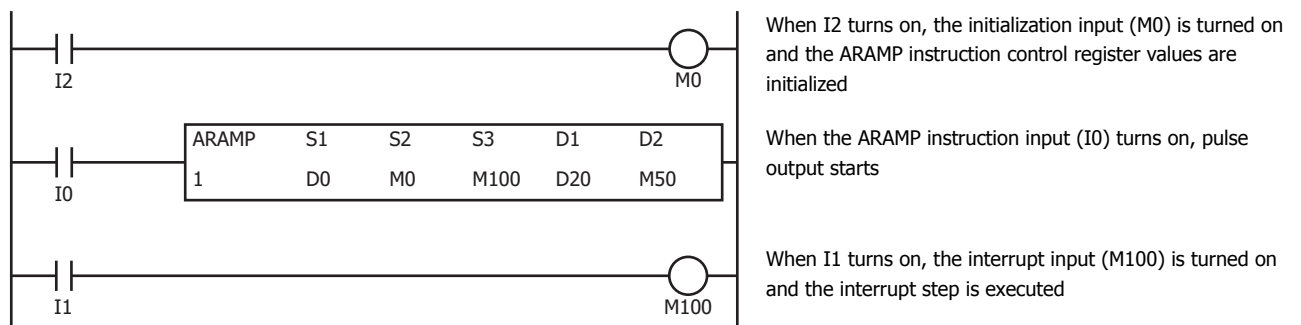 When I2 turns on, the initialization input (M0) is turned on
and the ARAMP instruction control register values are
initialized
I2
M0
ARAMP S1 S2 S3 D1 D2
1 D0 M0 M100 D20 M50
I0
When the ARAMP instruction input (I0) turns on, pulse
output starts
When I1 turns on, the interrupt input (M100) is turned on
and the interrupt step is executed
I1
M100